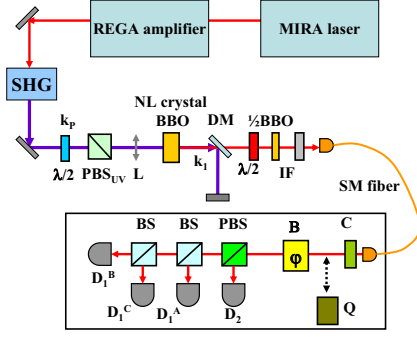 REGA amplifier
MIRA laser
SHG
NL crystal
BBO
DM
½BBO
k_P
k_1
λ/2
PBS_UV
L
λ/2
IF
SM fiber
BS
BS
PBS
B
C
φ
D_1^B
D_1^C
D_1^A
D_2
Q